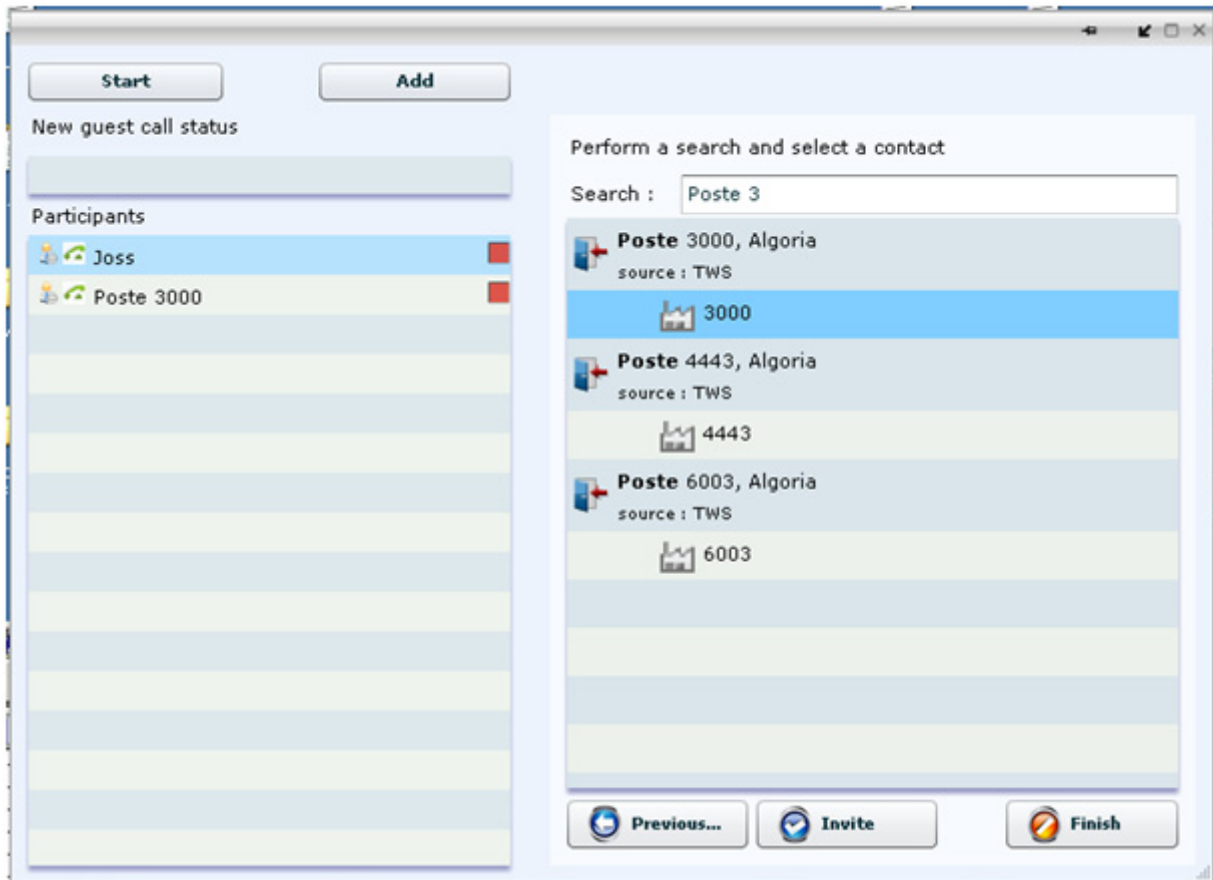 Start
Add
New guest call status
Participants
Joss
Poste 3000
Perform a search and select a contact
Search : Poste 3
Poste 3000, Algoria
source : TWS
3000
Poste 4443, Algoria
source : TWS
4443
Poste 6003, Algoria
source : TWS
6003
Previous...
Invite
Finish